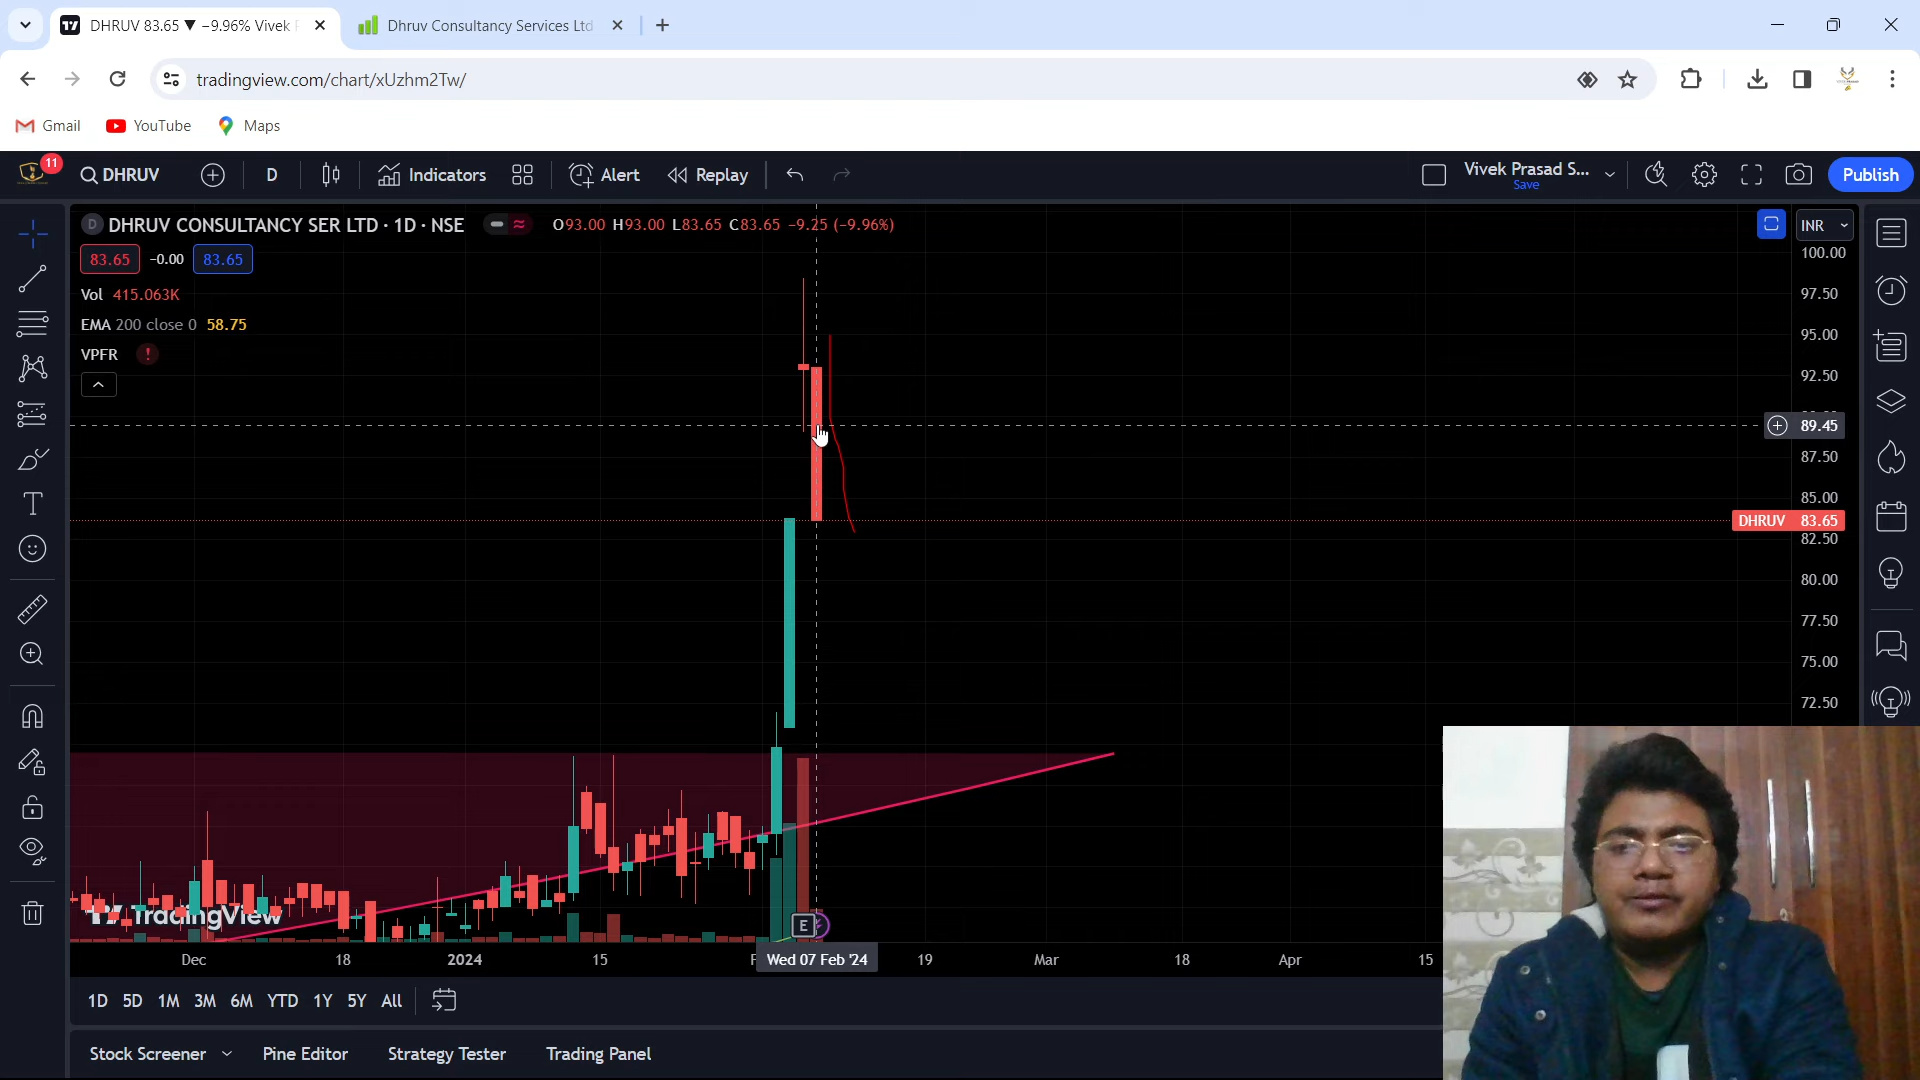 DHRUV 83.65 ▼ −9.96% Vivek
Dhruv Consultancy Services Ltd
tradingview.com/chart/xUzhm2Tw/
Gmail
YouTube
Maps
11
DHRUV
D
Indicators
Alert
Replay
Vivek Prasad S...
Save
Publish
D DHRUV CONSULTANCY SER LTD · 1D · NSE
O93.00 H93.00 L83.65 C83.65 −9.25 (−9.96%)
INR
83.65 -0.00 83.65
Vol 415.063K
EMA 200 close 0 58.75
VPFR !
100.00
97.50
95.00
92.50
89.45
87.50
85.00
DHRUV 83.65
82.50
80.00
77.50
75.00
72.50
TradingView
E
Dec
18
2024
15
Wed 07 Feb '24
19
Mar
18
Apr
15
1D 5D 1M 3M 6M YTD 1Y 5Y All
Stock Screener
Pine Editor
Strategy Tester
Trading Panel